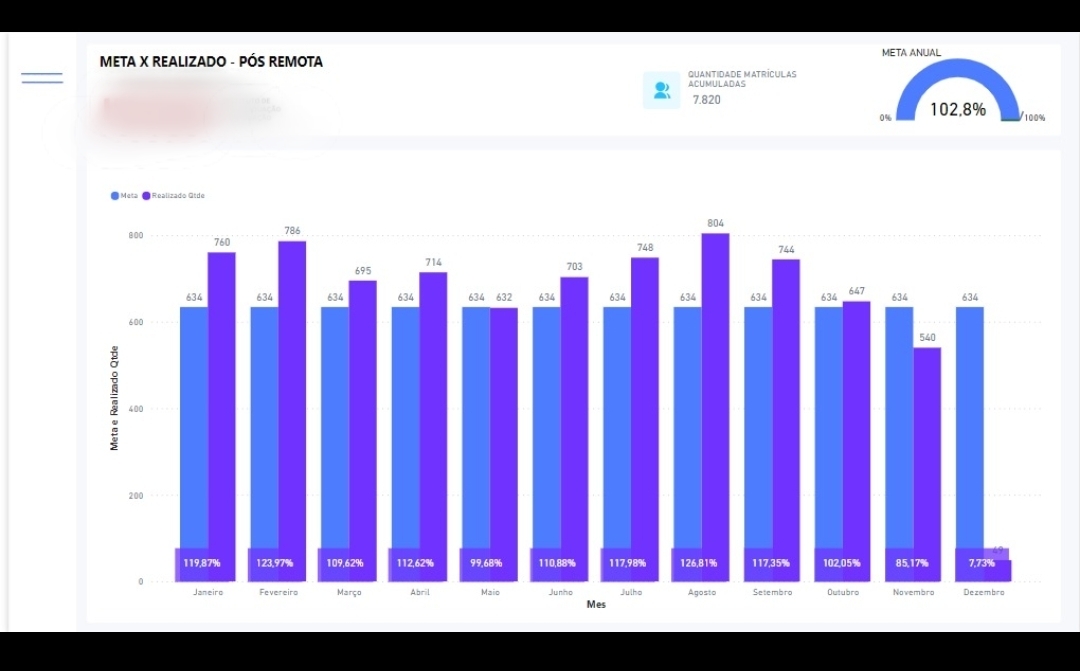 META X REALIZADO - PÓS REMOTA
QUANTIDADE MATRÍCULAS
ACUMULADAS
7.820
META ANUAL
102,8%
0%
100%
Meta
Realizado Qtde
Meta e Realizado Qtde
800
600
400
200
0
634 760
634 786
634 695
634 714
634 632
634 703
634 748
634 804
634 744
634 647
634 540
634 49
119,87%
123,97%
109,62%
112,62%
99,68%
110,88%
117,98%
126,81%
117,35%
102,05%
85,17%
7,73%
Janeiro
Fevereiro
Março
Abril
Maio
Junho
Julho
Agosto
Setembro
Outubro
Novembro
Dezembro
Mes